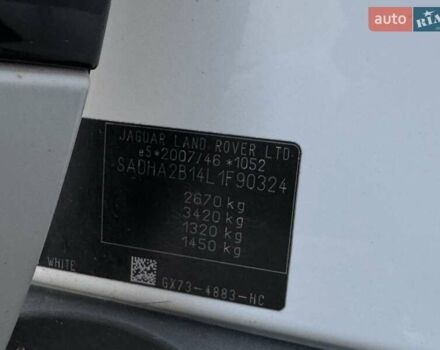 auto RIA
JAGUAR LAND ROVER LTD
eS*2007/46*1052
SADHA2B14L1F90324
2670 kg
3420 kg
1320 kg
1450 kg
WHITE
GX73-4883-HC